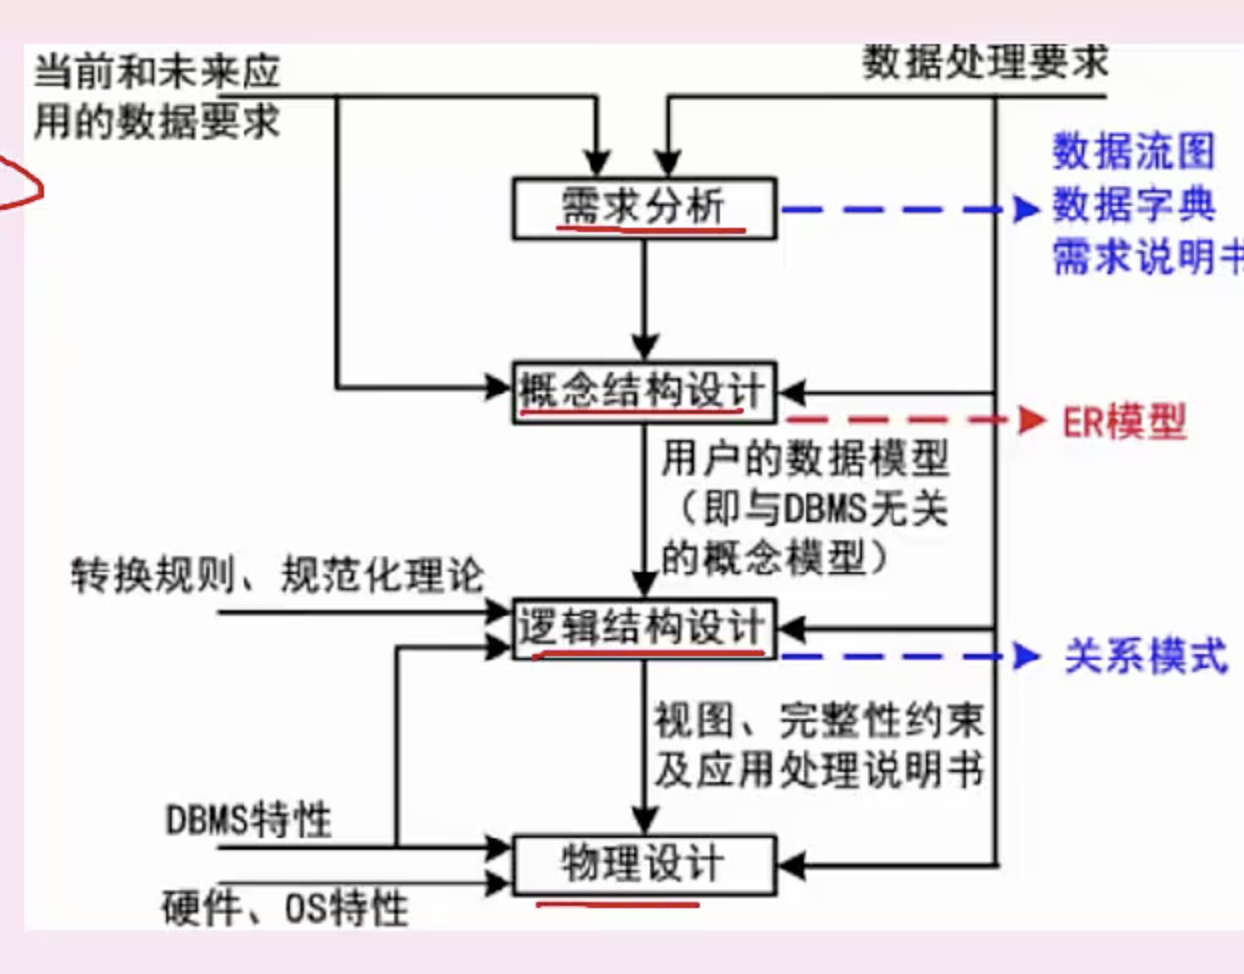 当前和未来应
用的数据要求
数据处理要求
需求分析
数据流图
数据字典
需求说明书
概念结构设计
ER模型
用户的数据模型
（即与DBMS无关
的概念模型）
转换规则、规范化理论
逻辑结构设计
关系模式
视图、完整性约束
及应用处理说明书
DBMS特性
物理设计
硬件、OS特性